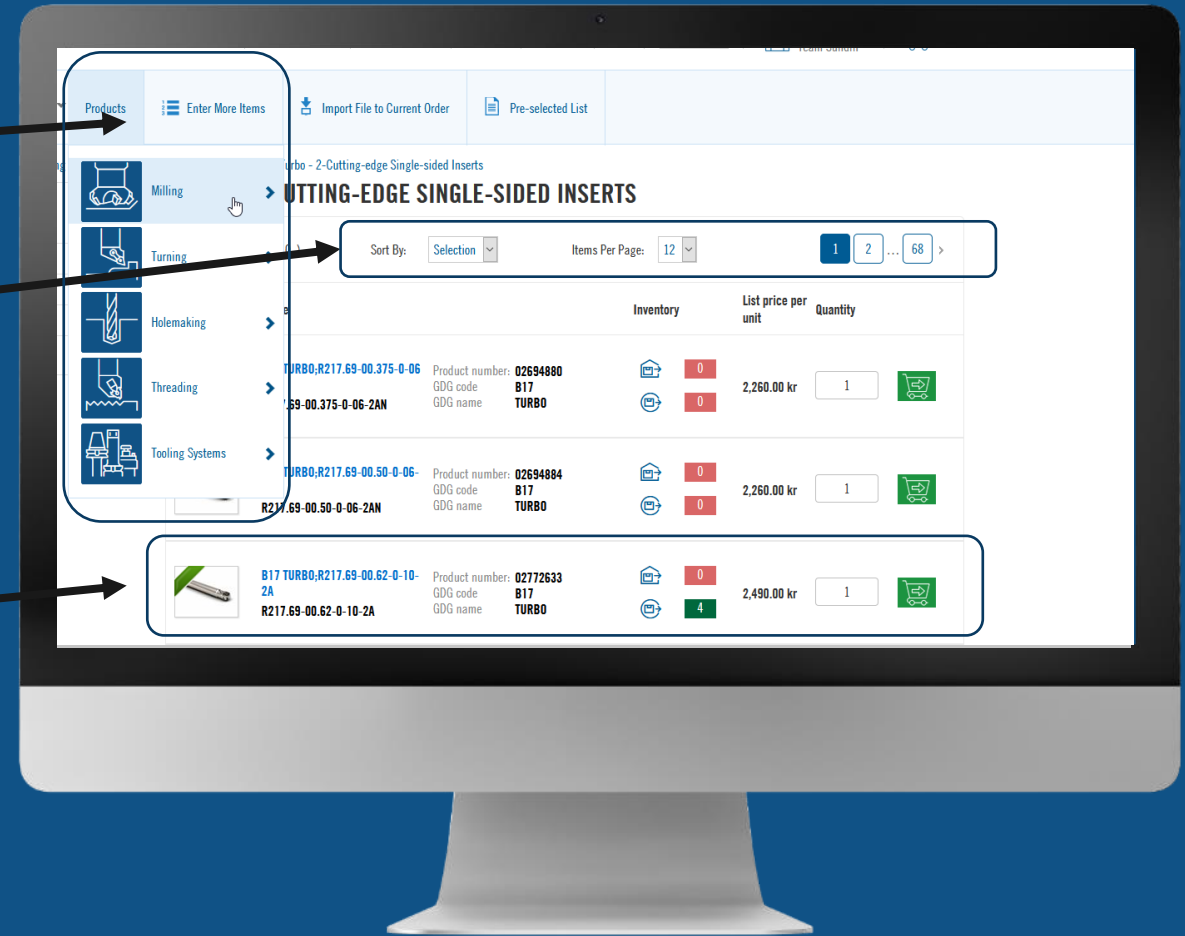 Team Sundin
Products
Enter More Items
Import File to Current Order
Pre-selected List
urbo - 2-Cutting-edge Single-sided Inserts
UTTING-EDGE SINGLE-SIDED INSERTS
Sort By: Selection
Items Per Page: 12
1 2 ... 68 >
Milling
Turning
Holemaking
Threading
Tooling Systems
Inventory
List price per unit
Quantity
TURBO;R217.69-00.375-0-06
.69-00.375-0-06-2AN
Product number: 02694880
GDG code B17
GDG name TURBO
0
0
2,260.00 kr
1
TURBO;R217.69-00.50-0-06-
R217.69-00.50-0-06-2AN
Product number: 02694884
GDG code B17
GDG name TURBO
0
0
2,260.00 kr
1
B17 TURBO;R217.69-00.62-0-10-
2A
R217.69-00.62-0-10-2A
Product number: 02772633
GDG code B17
GDG name TURBO
0
4
2,490.00 kr
1